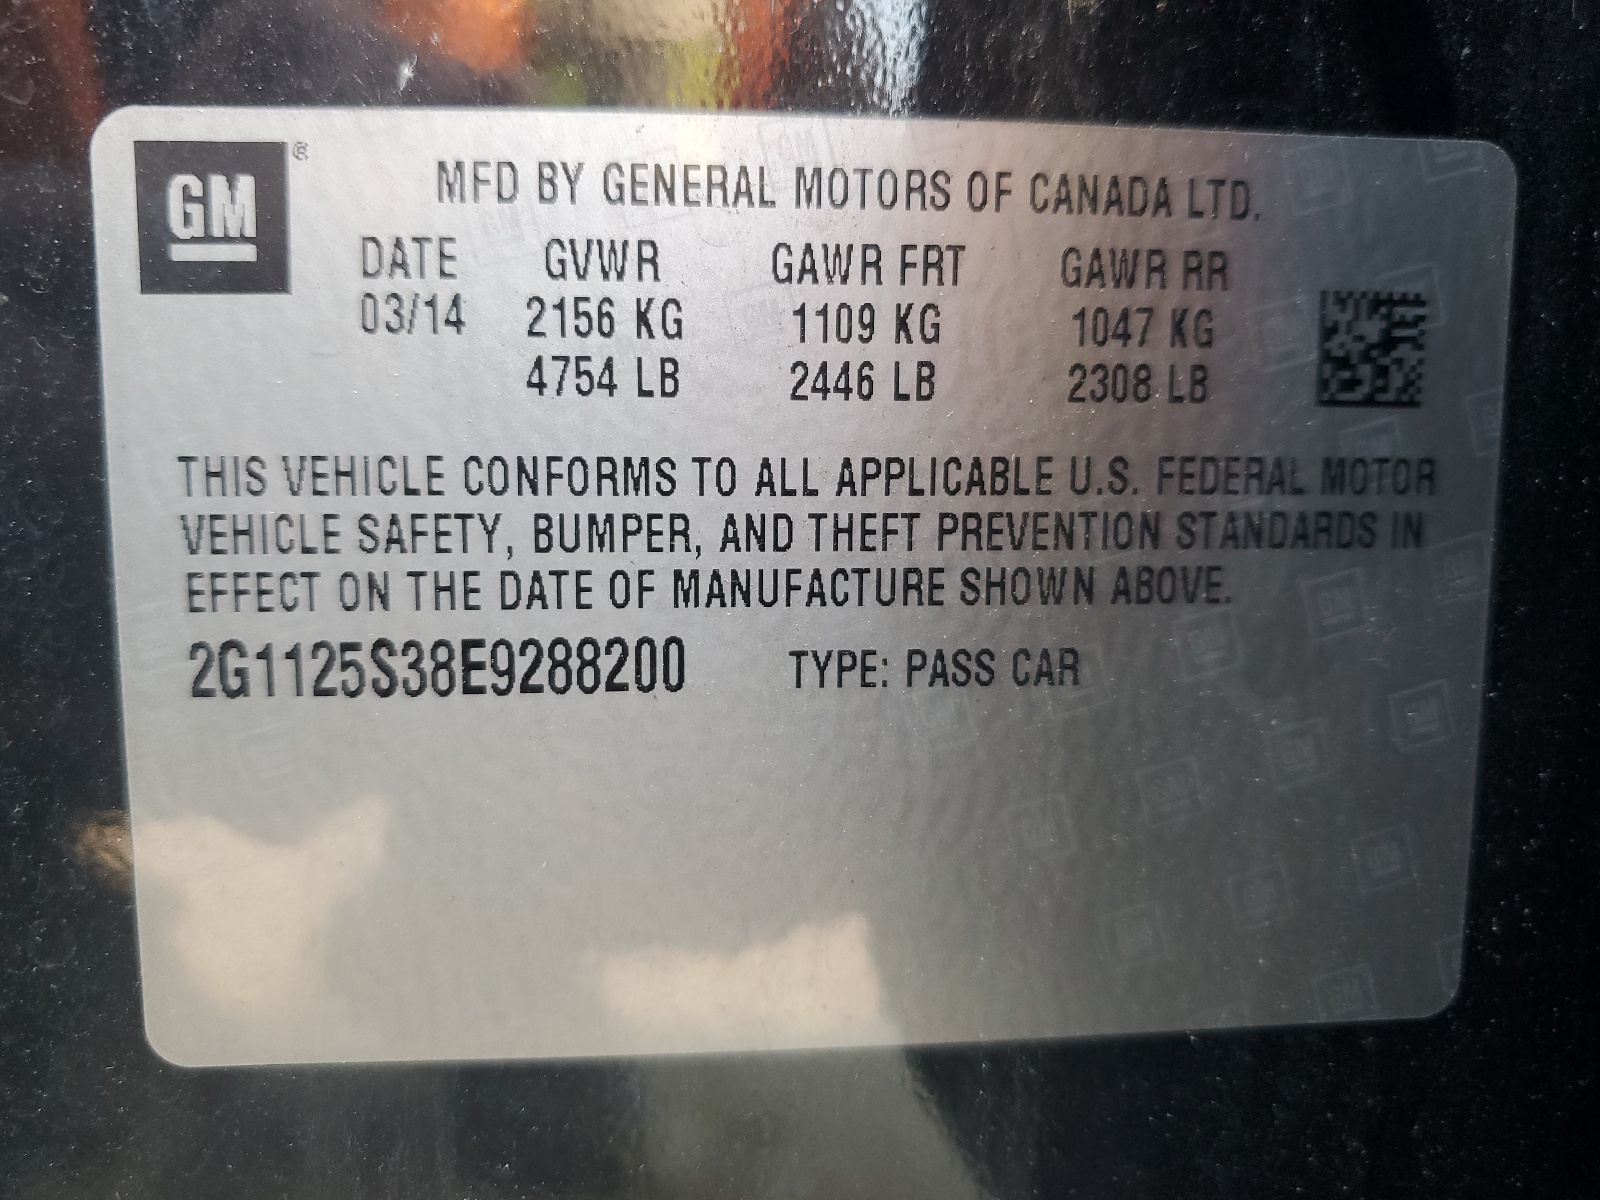 GM®
MFD BY GENERAL MOTORS OF CANADA LTD.
DATE GVWR GAWR FRT GAWR RR
03/14 2156 KG 1109 KG 1047 KG
4754 LB 2446 LB 2308 LB
THIS VEHICLE CONFORMS TO ALL APPLICABLE U.S. FEDERAL MOTOR
VEHICLE SAFETY, BUMPER, AND THEFT PREVENTION STANDARDS IN
EFFECT ON THE DATE OF MANUFACTURE SHOWN ABOVE.
2G1125S38E9288200 TYPE: PASS CAR